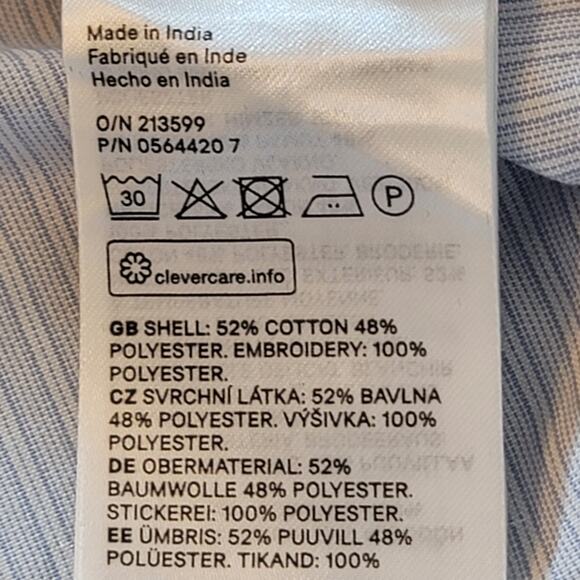 Made in India
Fabriqué en Inde
Hecho en India
O/N 213599
P/N 0564420 7
30
P
clevercare.info
GB SHELL: 52% COTTON 48%
POLYESTER. EMBROIDERY: 100%
POLYESTER.
CZ SVRCHNÍ LÁTKA: 52% BAVLNA
48% POLYESTER. VÝŠIVKA: 100%
POLYESTER.
DE OBERMATERIAL: 52%
BAUMWOLLE 48% POLYESTER.
STICKEREI: 100% POLYESTER.
EE ÜMBRIS: 52% PUUVILL 48%
POLÜESTER. TIKAND: 100%